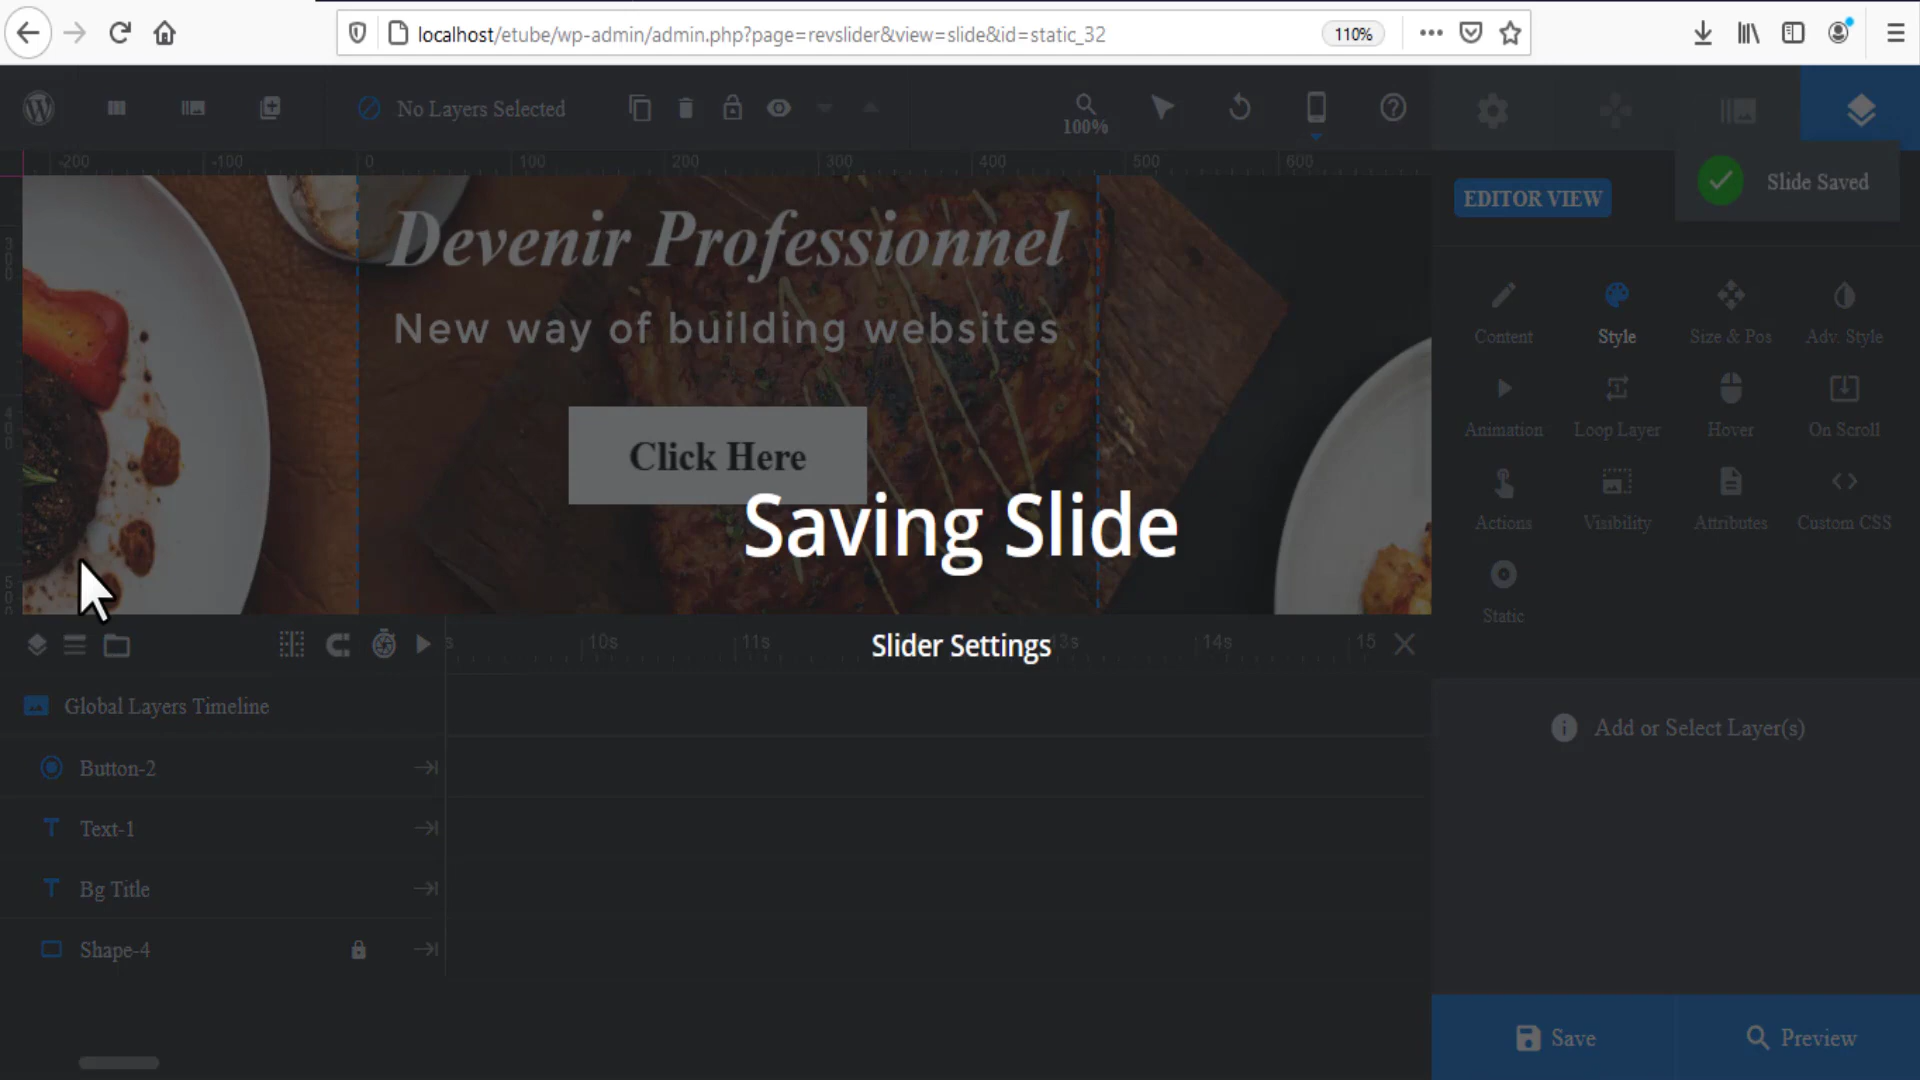 localhost/etube/wp-admin/admin.php?page=revslider&view=slide&id=static_32
110%
No Layers Selected
100%
-200 -100 0 100 200 300 400 500 600
Slide Saved
EDITOR VIEW
300
400
500
Devenir Professionnel
New way of building websites
Click Here
Content Style Size & Pos Adv. Style
Animation Loop Layer Hover On Scroll
Actions Visibility Attributes Custom CSS
Static
Saving Slide
Slider Settings
s 10s 11s 13s 14s 15
Global Layers Timeline
Button-2
Text-1
Bg Title
Shape-4
Add or Select Layer(s)
Save Preview